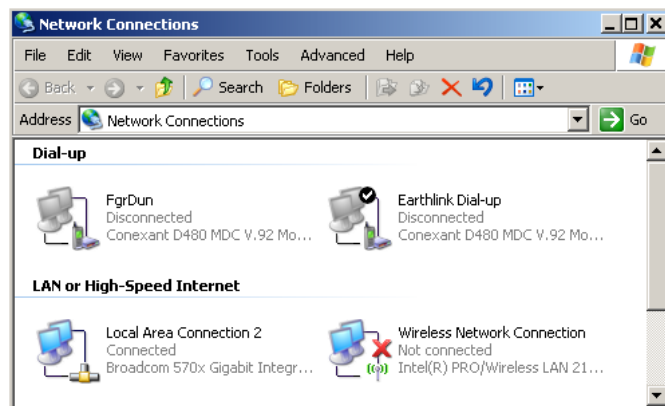 Network Connections
File Edit View Favorites Tools Advanced Help
Back Search Folders
Address Network Connections Go
Dial-up
FgrDun
Disconnected
Conexant D480 MDC V.92 Mo...
Earthlink Dial-up
Disconnected
Conexant D480 MDC V.92 Mo...
LAN or High-Speed Internet
Local Area Connection 2
Connected
Broadcom 570x Gigabit Integr...
Wireless Network Connection
Not connected
Intel(R) PRO/Wireless LAN 21...